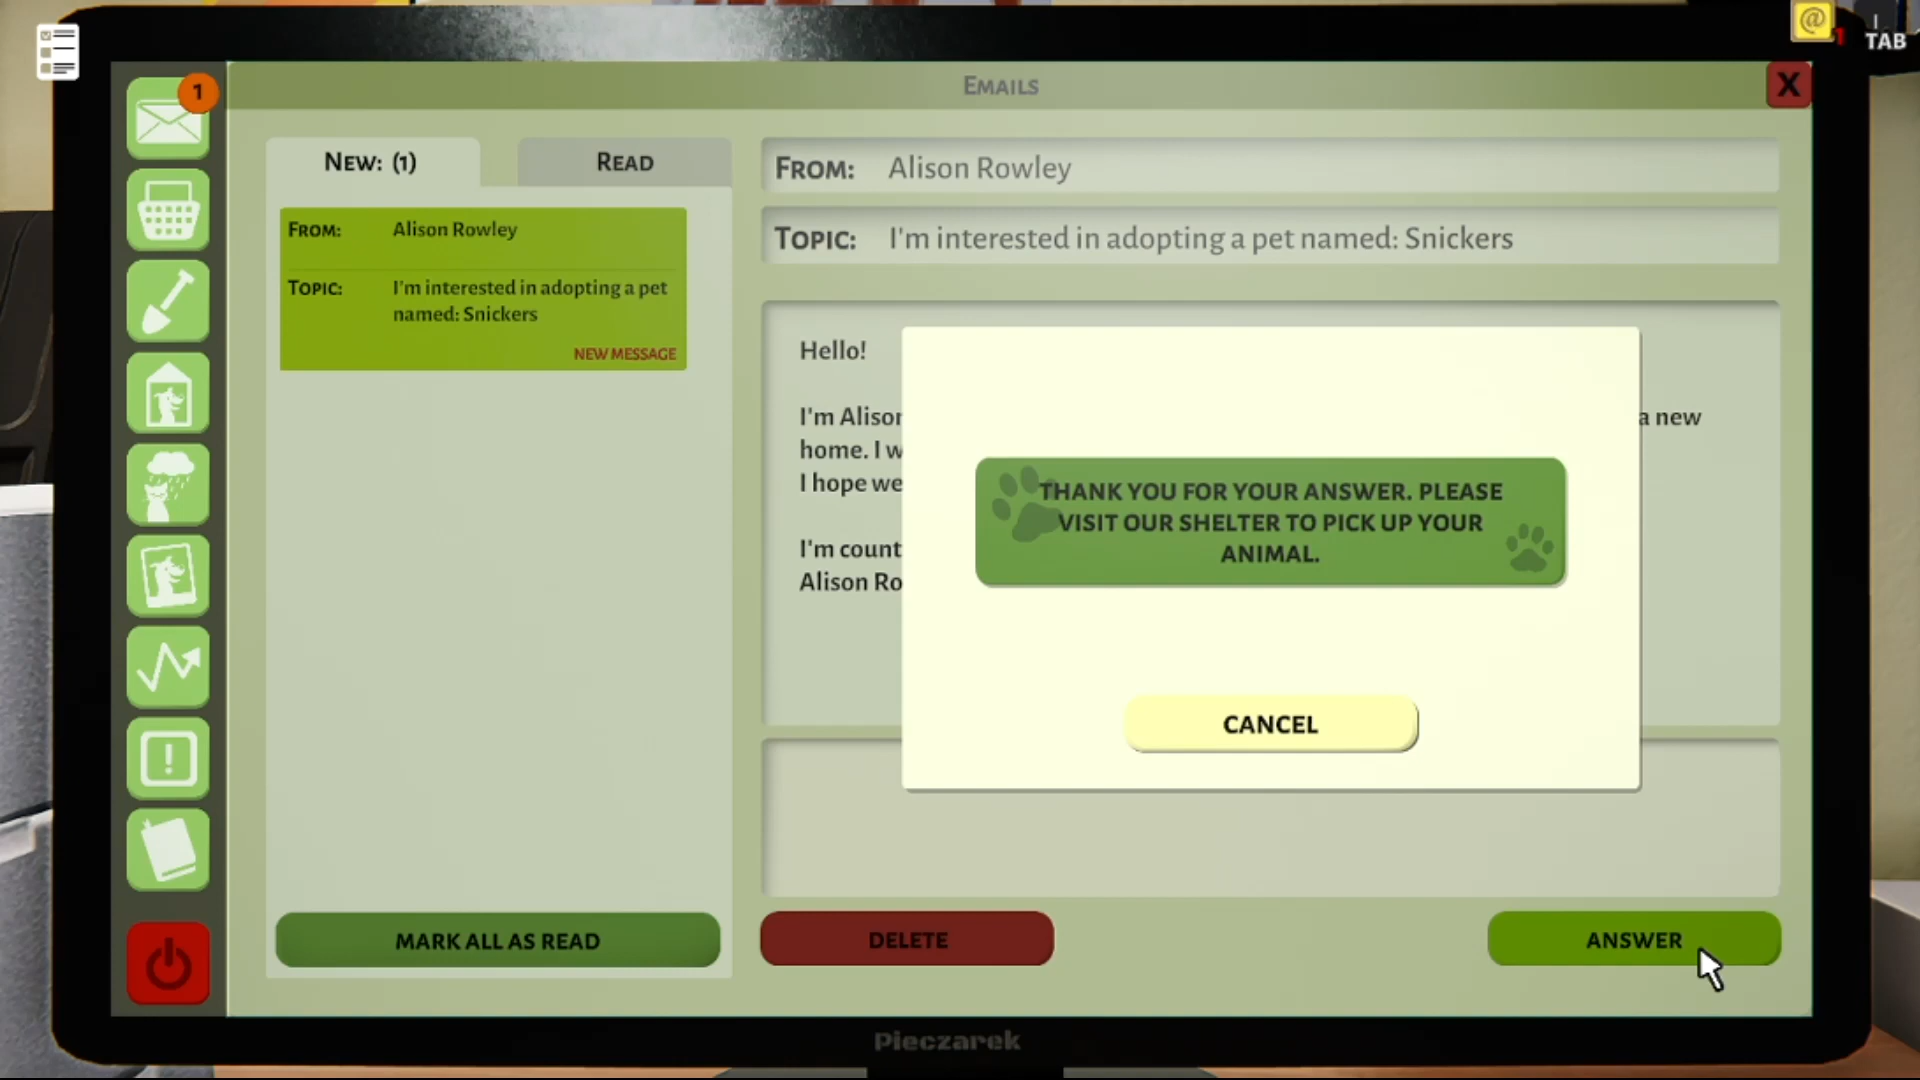 @ 1 TAB
1
EMAILS
X
NEW: (1)
READ
FROM: Alison Rowley
TOPIC: I'm interested in adopting a pet
named: Snickers
NEW MESSAGE
MARK ALL AS READ
FROM: Alison Rowley
TOPIC: I'm interested in adopting a pet named: Snickers
Hello!
I'm Alison a new
home. I w
I hope we
I'm count
Alison Ro
THANK YOU FOR YOUR ANSWER. PLEASE
VISIT OUR SHELTER TO PICK UP YOUR
ANIMAL.
CANCEL
DELETE
ANSWER
Pieczarek